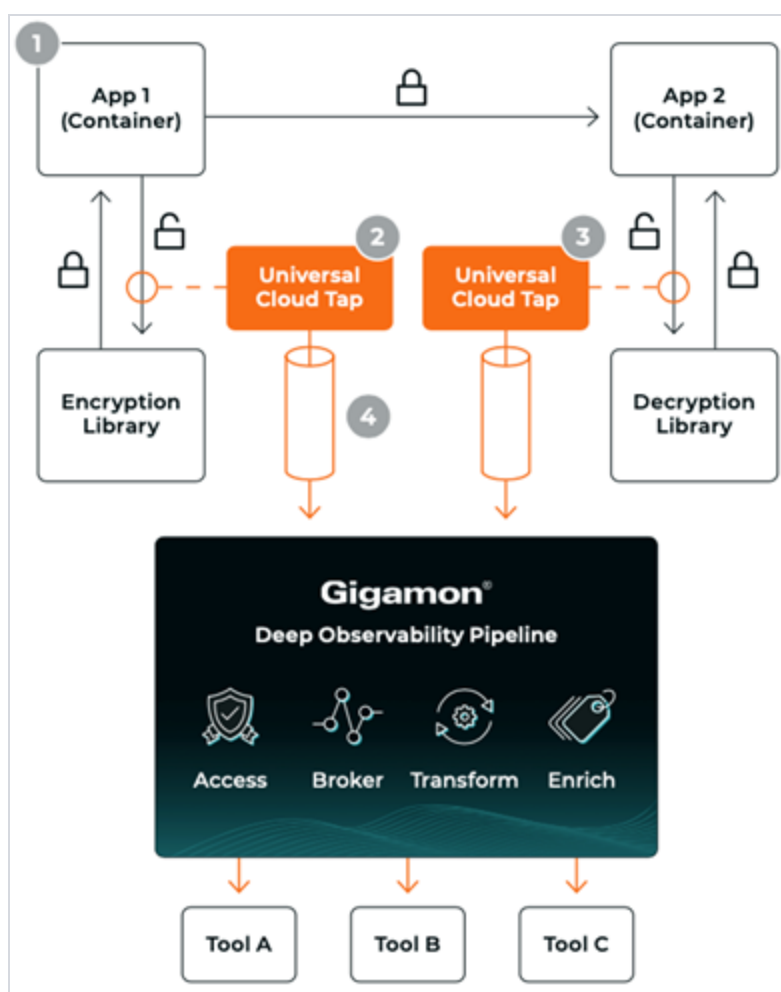 1
App 1
(Container)
App 2
(Container)
2
Universal
Cloud Tap
3
Universal
Cloud Tap
Encryption
Library
4
Decryption
Library
Gigamon®
Deep Observability Pipeline
Access
Broker
Transform
Enrich
Tool A
Tool B
Tool C